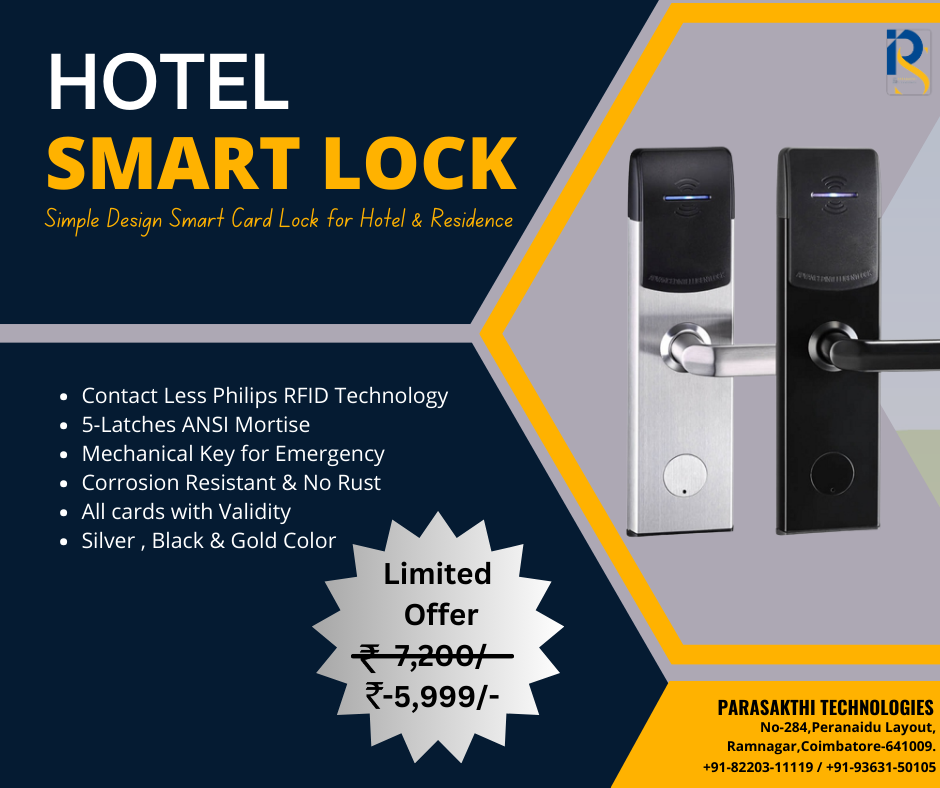 HOTEL
SMART LOCK
Simple Design Smart Card Lock for Hotel & Residence
Contact Less Philips RFID Technology
5-Latches ANSI Mortise
Mechanical Key for Emergency
Corrosion Resistant & No Rust
All cards with Validity
Silver , Black & Gold Color
Limited
Offer
₹ 7,200/-
₹-5,999/-
PARASAKTHI TECHNOLOGIES
No-284,Peranaidu Layout,
Ramnagar,Coimbatore-641009.
+91-82203-11119 / +91-93631-50105